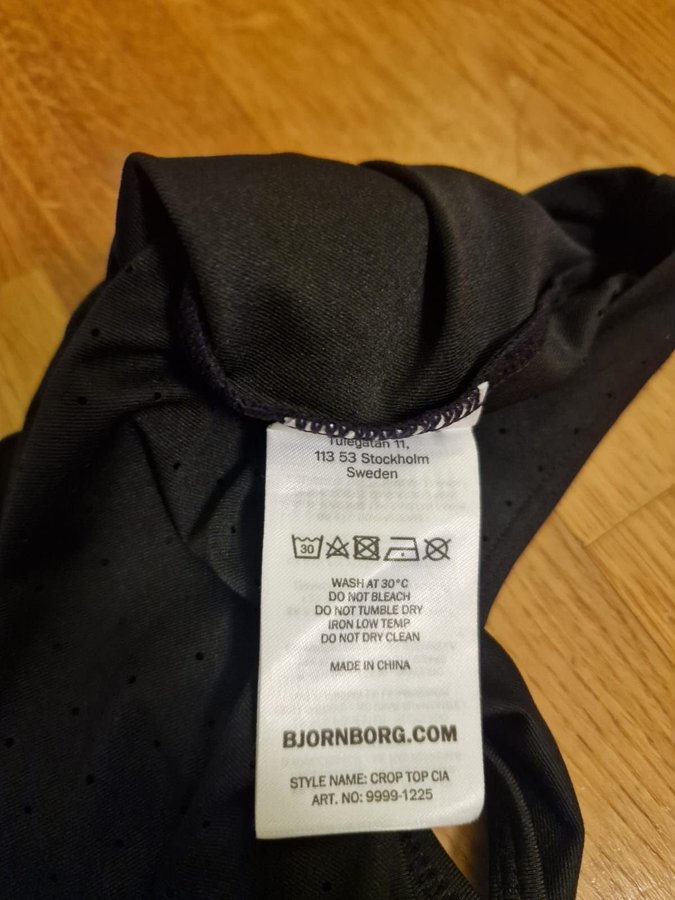 Tulegatan 11,
113 53 Stockholm
Sweden
30
WASH AT 30°C
DO NOT BLEACH
DO NOT TUMBLE DRY
IRON LOW TEMP
DO NOT DRY CLEAN
MADE IN CHINA
BJORNBORG.COM
STYLE NAME: CROP TOP CIA
ART. NO: 9999-1225